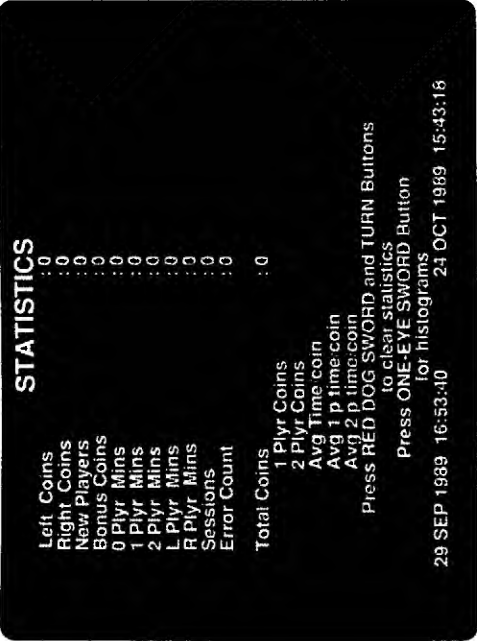 STATISTICS
Left Coins :0
Right Coins :0
New Players :0
Bonus Coins :0
0 Plyr Mins :0
1 Plyr Mins :0
2 Plyr Mins :0
L Plyr Mins :0
R Plyr Mins :0
Sessions :0
Error Count :0
Total Coins :0
1 Plyr Coins
2 Plyr Coins
Avg Time:coin
Avg 1 p time:coin
Avg 2 p time:coin
Press RED DOG SWORD and TURN Buttons
to clear statistics
Press ONE-EYE SWORD Button
for histograms
29 SEP 1989 16:53:40 24 OCT 1989 15:43:18